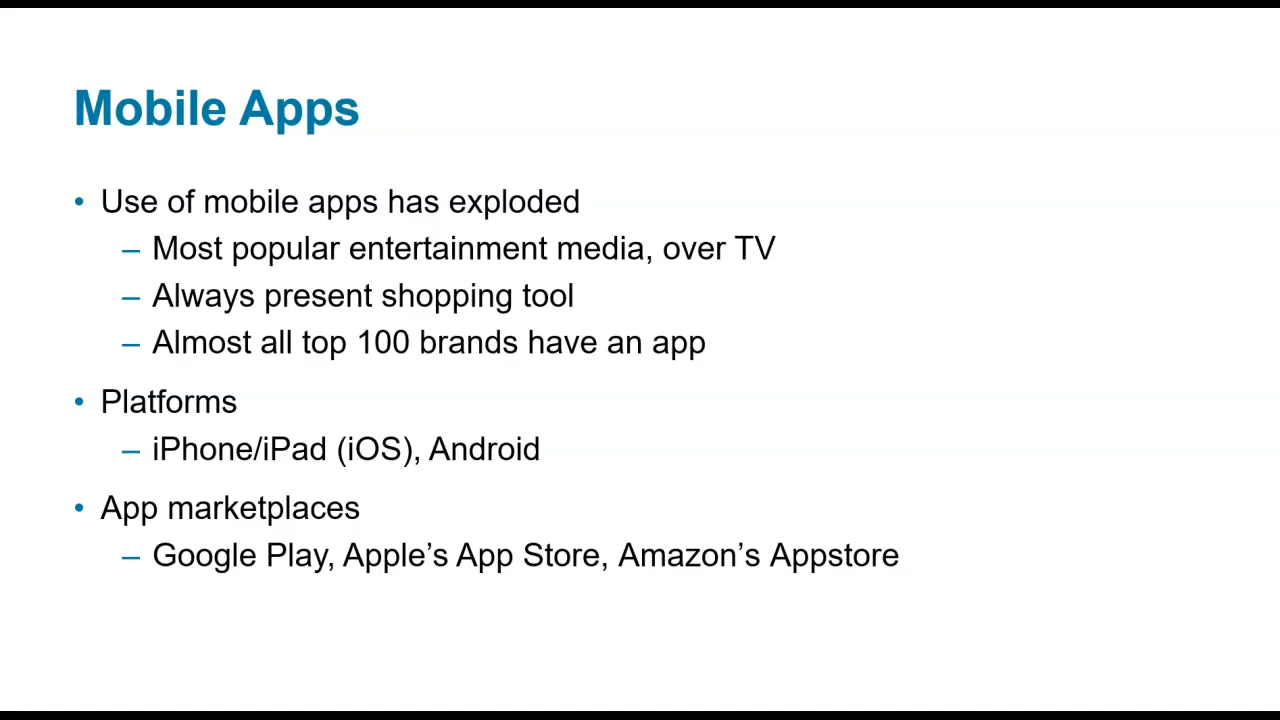 Mobile Apps
• Use of mobile apps has exploded
– Most popular entertainment media, over TV
– Always present shopping tool
– Almost all top 100 brands have an app
• Platforms
– iPhone/iPad (iOS), Android
• App marketplaces
– Google Play, Apple’s App Store, Amazon’s Appstore